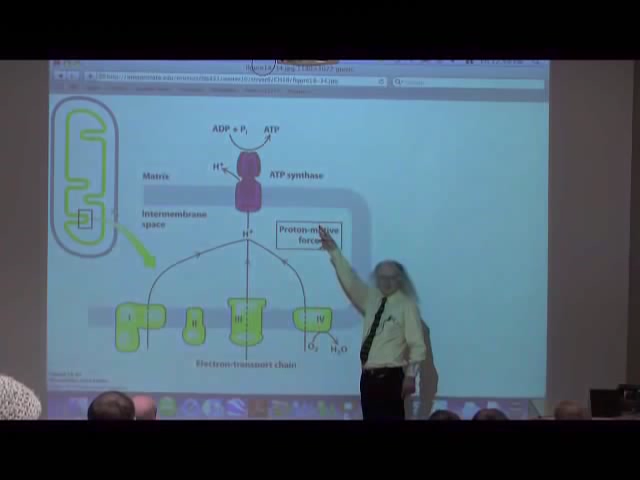 ADP + Pi ATP
H+
Matrix
ATP synthase
Intermembrane
space
H+
Proton-motive
force
I
II
III
IV
O2
H2O
Electron-transport chain